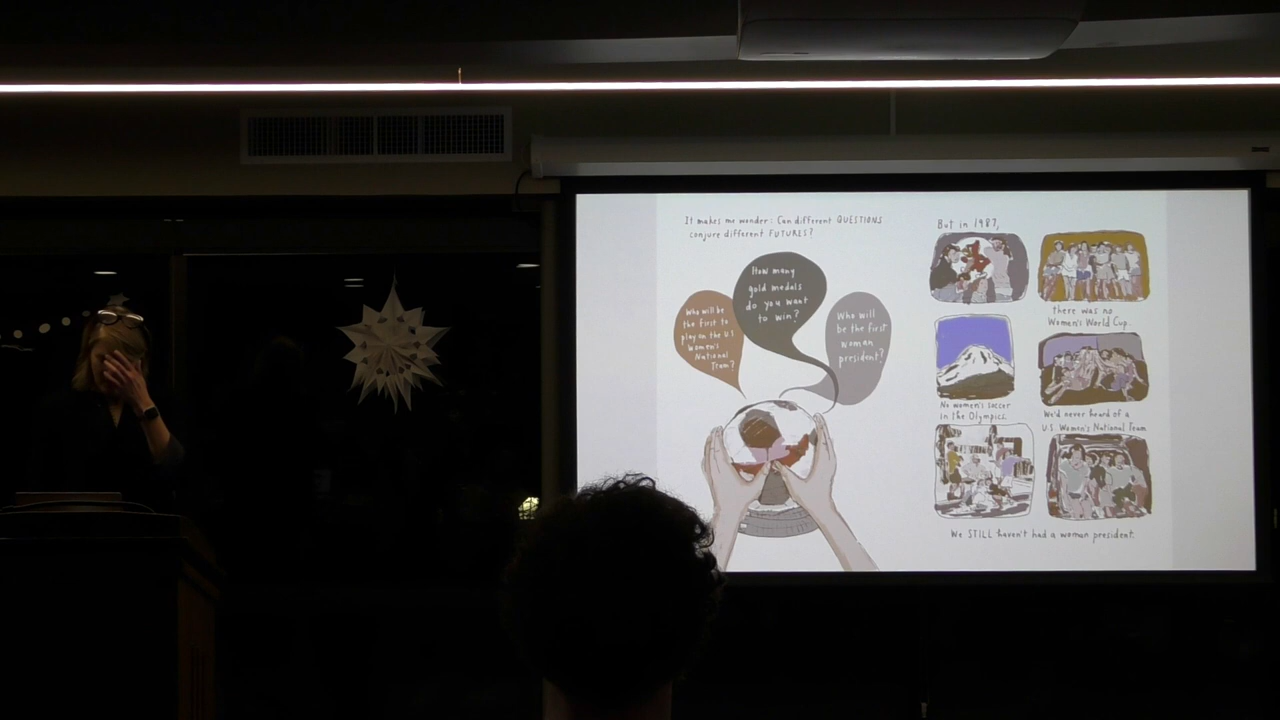 It makes me wonder: Can different QUESTIONS
conjure different FUTURES?
Who will be
the first to
play on the U.S.
Women's
National
Team?
How many
gold medals
do you want
to win?
Who will
be the first
woman
president?
But in 1987,
there was no
Women's World Cup.
No women's soccer
in the Olympics.
We'd never heard of a
U.S. Women's National Team.
We STILL haven't had a woman president.